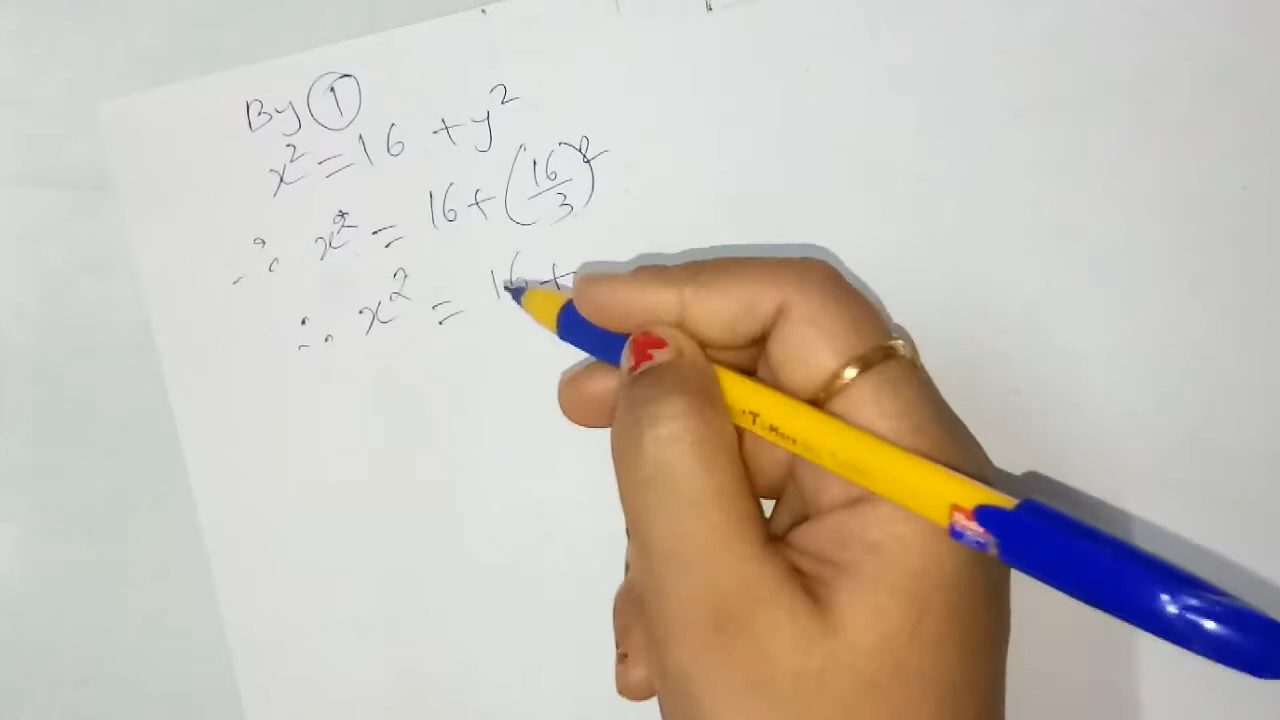 By ①
x² = 16 + y²
∴ x² = 16 + (16/3)²
∴ x² = 16 +